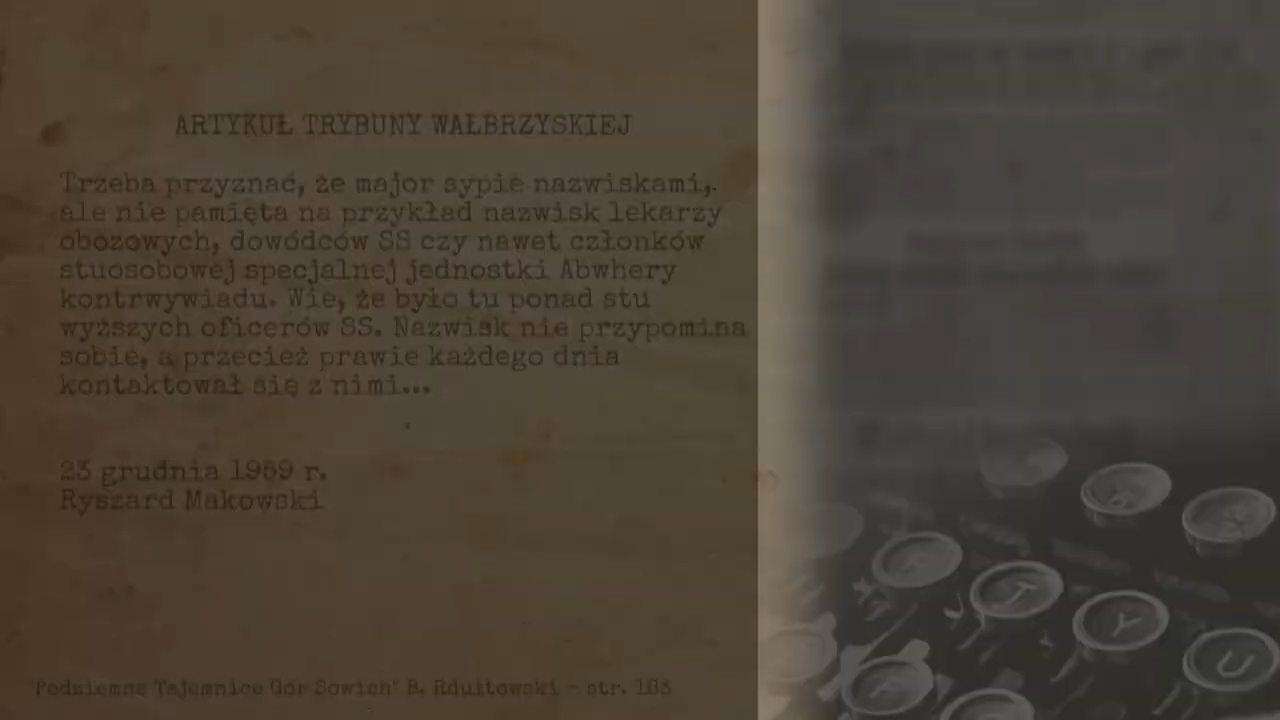 ARTYKUŁ TRYBUNY WAŁBRZYSKIEJ
Trzeba przyznać, że major sypie nazwiskami,
ale nie pamięta na przykład nazwisk lekarzy
obozowych, dowódców SS czy nawet członków
stuosobowej specjalnej jednostki Abwhery
kontrwywiadu. Wie, że było tu ponad stu
wyższych oficerów SS. Nazwisk nie przypomina
sobie, a przecież prawie każdego dnia
kontaktował się z nimi...
23 grudnia 1989 r.
Ryszard Makowski
Podziemne Tajemnice Gór Sowich" B. Rdułtowski - str. 183
T
Y
U